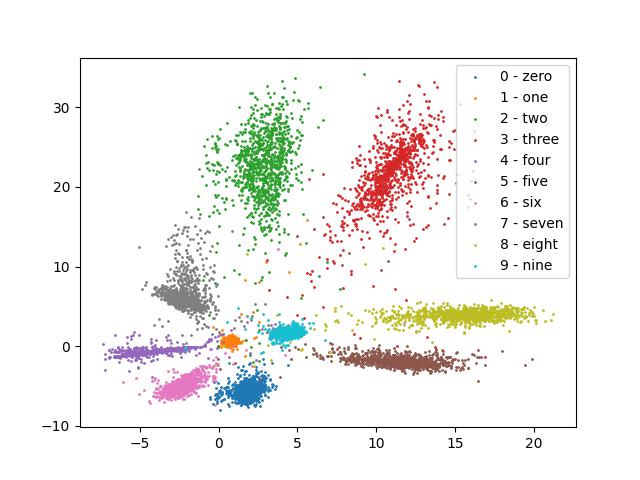 0 - zero
1 - one
2 - two
3 - three
4 - four
5 - five
6 - six
7 - seven
8 - eight
9 - nine
30
20
10
0
−10
−5
0
5
10
15
20